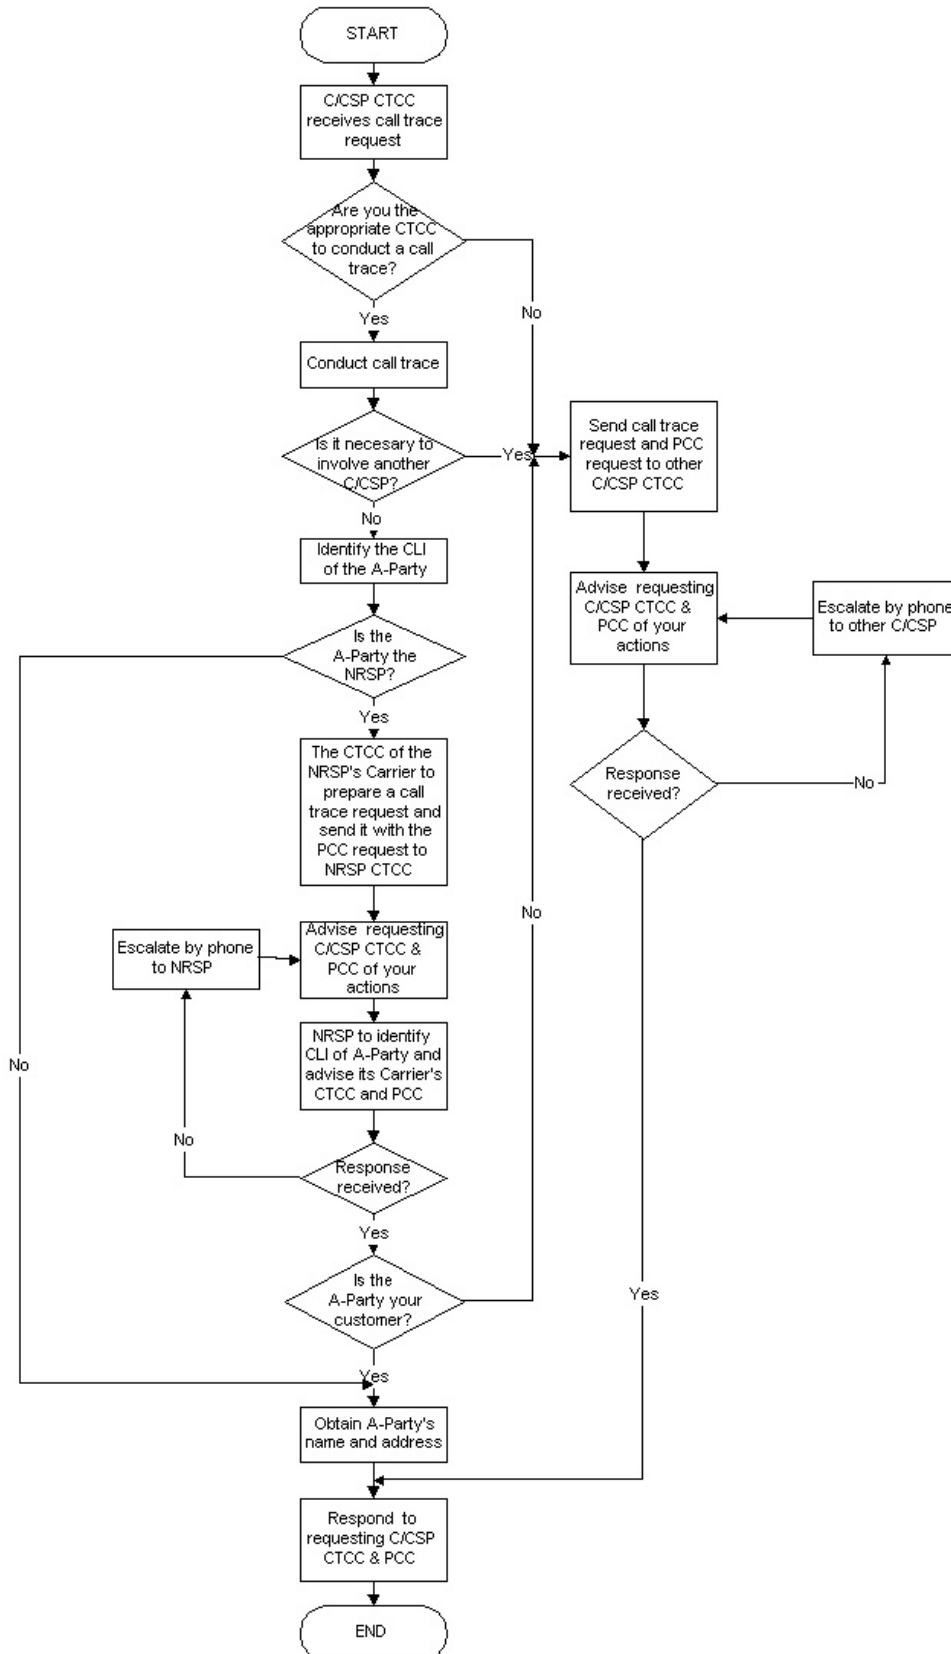 START
C/CSP CTCC
receives call trace
request
Are you the
appropriate CTCC
to conduct a call
trace?
No
Yes
Conduct call trace
Is it necesary to
involve another
C/CSP?
Yes
Send call trace
request and PCC
request to other
C/CSP CTCC
No
Identify the CLI
of the A-Party
Advise requesting
C/CSP CTCC &
PCC of your
actions
Escalate by phone
to other C/CSP
Is the
A-Party the
NRSP?
Yes
The CTCC of the
NRSP's Carrier to
prepare a call
trace request and
send it with the
PCC request to
NRSP CTCC
Response
received?
No
No
Escalate by phone
to NRSP
Advise requesting
C/CSP CTCC &
PCC of your
actions
NRSP to identify
CLI of A-Party and
advise its Carrier's
CTCC and PCC
No
No
Response
received?
Yes
Is the
A-Party your
customer?
Yes
Yes
Obtain A-Party's
name and address
Respond to
requesting C/CSP
CTCC & PCC
END